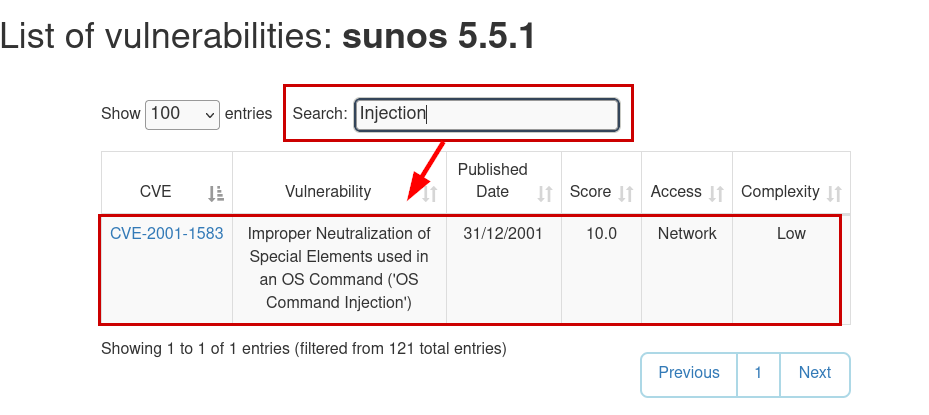 List of vulnerabilities: sunos 5.5.1
Show 100 entries Search: Injection
CVE Vulnerability Published Date Score Access Complexity
CVE-2001-1583 Improper Neutralization of 31/12/2001 10.0 Network Low
Special Elements used in
an OS Command ('OS
Command Injection')
Showing 1 to 1 of 1 entries (filtered from 121 total entries)
Previous 1 Next